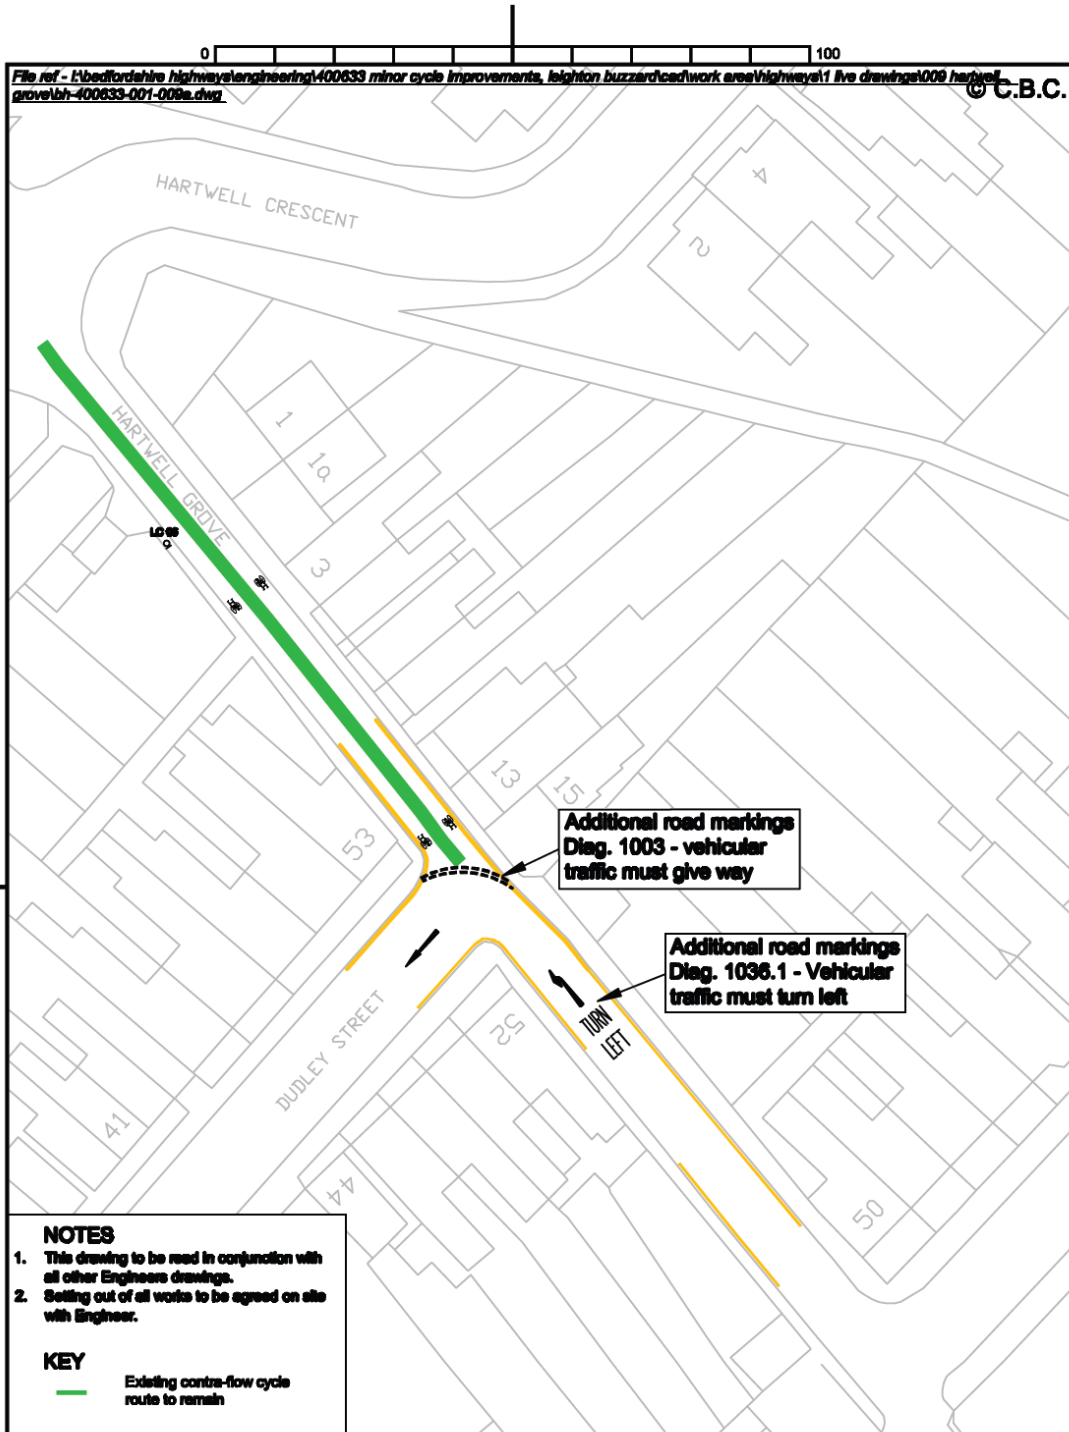 0
100
File ref - I:\bedfordshire highways\engineering\400633 minor cycle improvements, leighton buzzard\cad\work area\highways\1 live drawings\009 hartwell
grove\bh-400633-001-009a.dwg
© C.B.C.
HARTWELL CRESCENT
4
2
HARTWELL GROVE
1
1a
LC 66
3
13
15
53
Additional road markings
Diag. 1003 - vehicular
traffic must give way
Additional road markings
Diag. 1036.1 - Vehicular
traffic must turn left
TURN
LEFT
52
DUDLEY STREET
41
44
50
NOTES
1. This drawing to be read in conjunction with
all other Engineers drawings.
2. Setting out of all works to be agreed on site
with Engineer.
KEY
Existing contra-flow cycle
route to remain